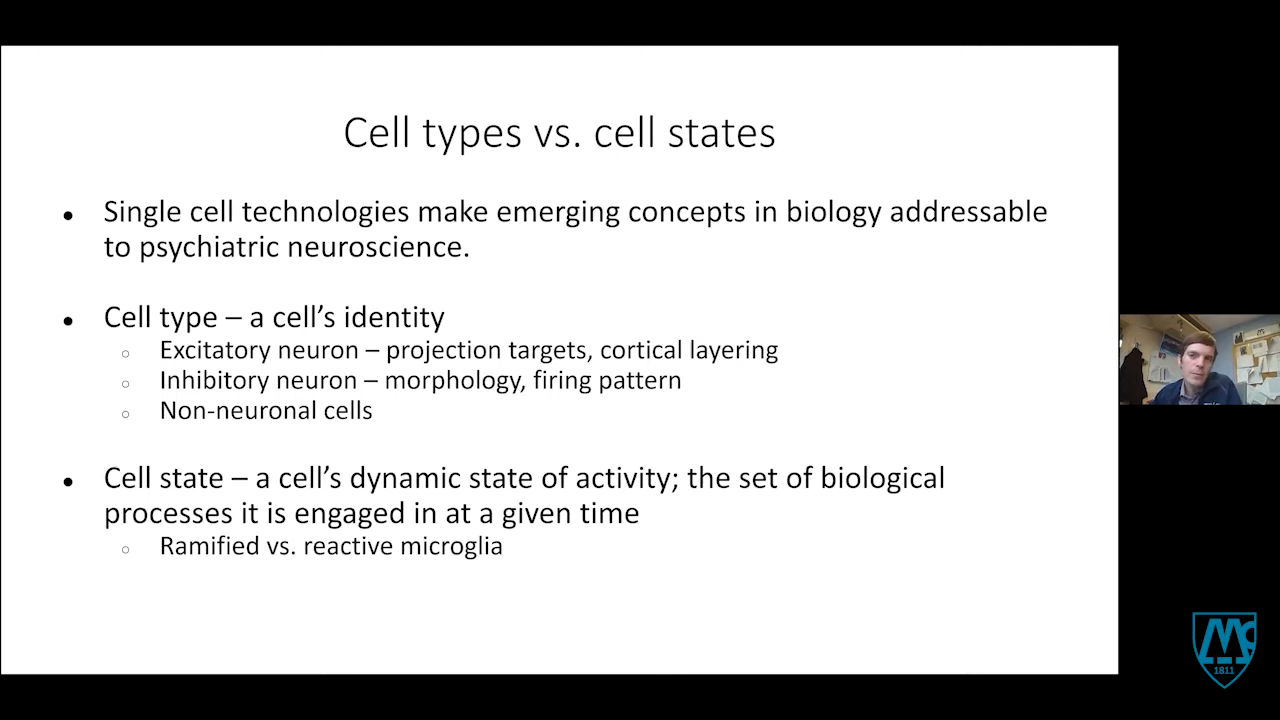 Cell types vs. cell states
● Single cell technologies make emerging concepts in biology addressable
to psychiatric neuroscience.
● Cell type – a cell’s identity
○ Excitatory neuron – projection targets, cortical layering
○ Inhibitory neuron – morphology, firing pattern
○ Non-neuronal cells
● Cell state – a cell’s dynamic state of activity; the set of biological
processes it is engaged in at a given time
○ Ramified vs. reactive microglia
1811